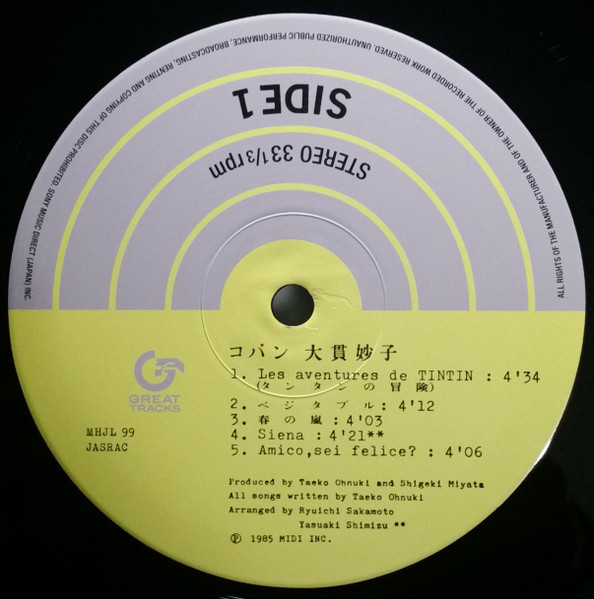 ALL RIGHTS OF THE MANUFACTURER AND OF THE OWNER OF THE RECORDED WORK RESERVED. UNAUTHORIZED PUBLIC PERFORMANCE, BROADCASTING, RENTING AND COPYING OF THIS DISC PROHIBITED. SONY MUSIC DIRECT (JAPAN) INC.
SIDE 1
STEREO 33 1/3 rpm
コパン 大貫妙子
1. Les aventures de TINTIN : 4'34
(タンタンの冒険)
2. ベジタブル : 4'12
3. 春の嵐 : 4'03
4. Siena : 4'21**
5. Amico,sei felice? : 4'06
GREAT
TRACKS
MHJL 99
JASRAC
Produced by Taeko Ohnuki and Shigeki Miyata
All songs written by Taeko Ohnuki
Arranged by Ryuichi Sakamoto
Yasuaki Shimizu **
Ⓟ 1985 MIDI INC.